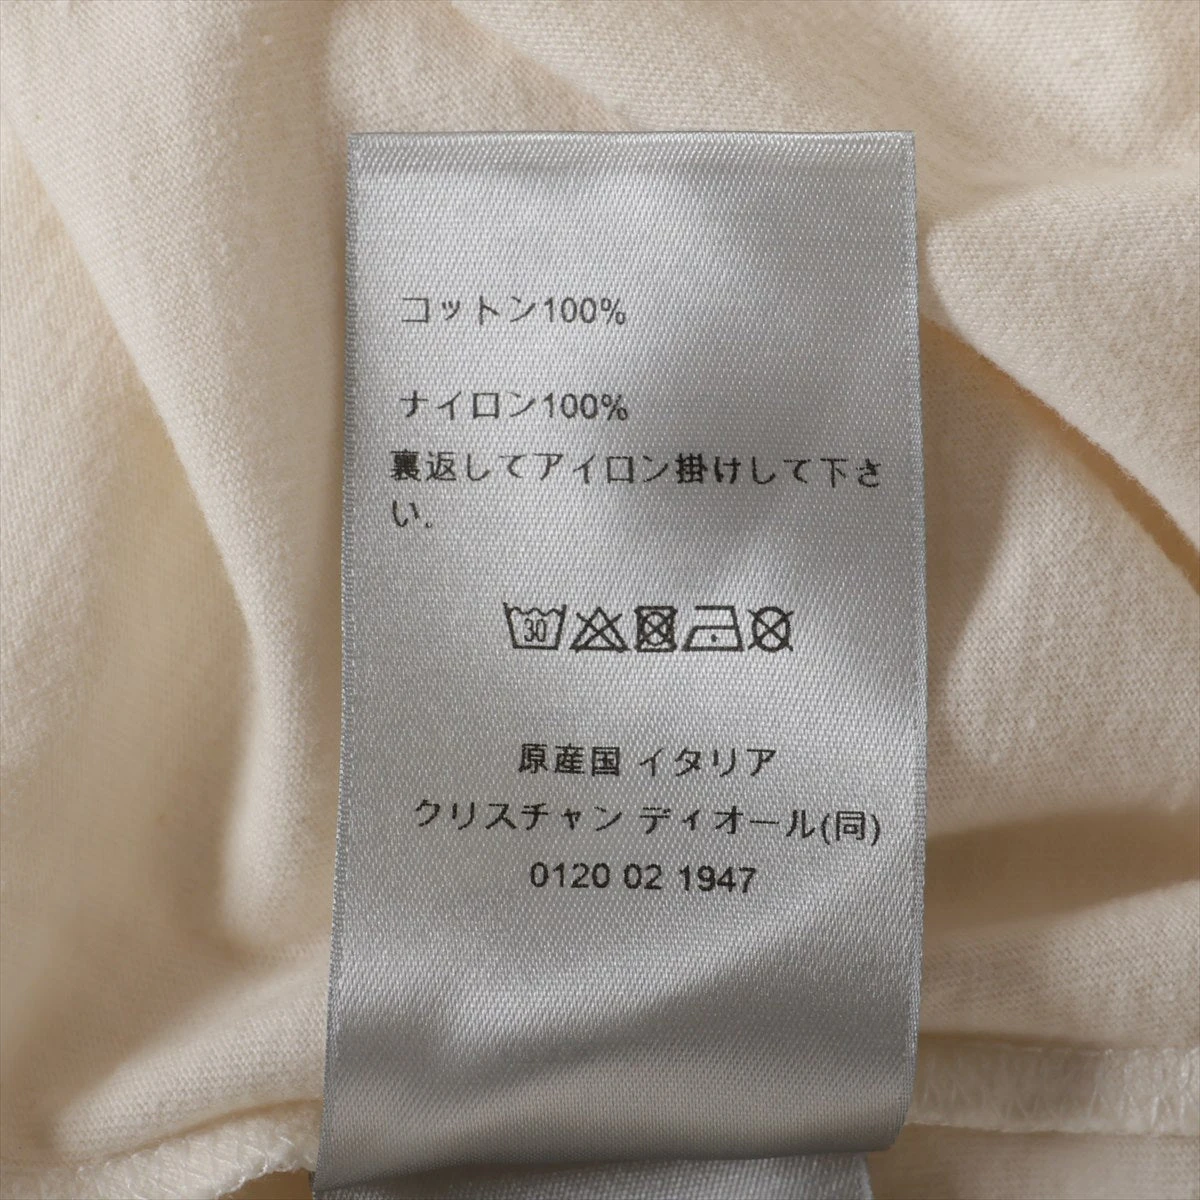 コットン100%
ナイロン100%
裏返してアイロン掛けして下さ
い.
30
原産国 イタリア
クリスチャン ディオール(同)
0120 02 1947